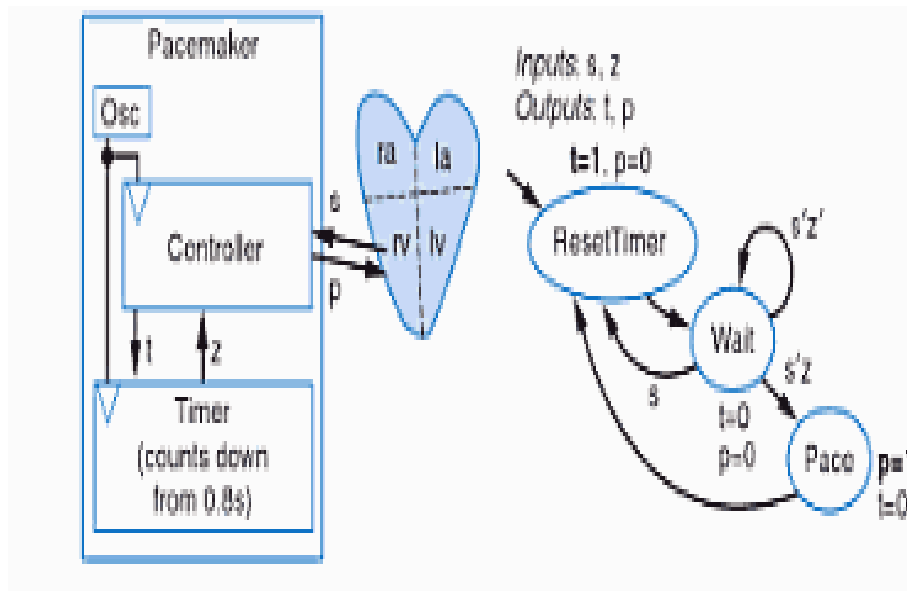 Pacemaker
Osc
Controller
s
p
t
z
Timer
(counts down
from 0.8s)
ra
la
rv
lv
Inputs: s, z
Outputs: t, p
t=1, p=0
ResetTimer
s'z'
Wait
s
s'z
t=0
p=0
Pace
p=
t=0